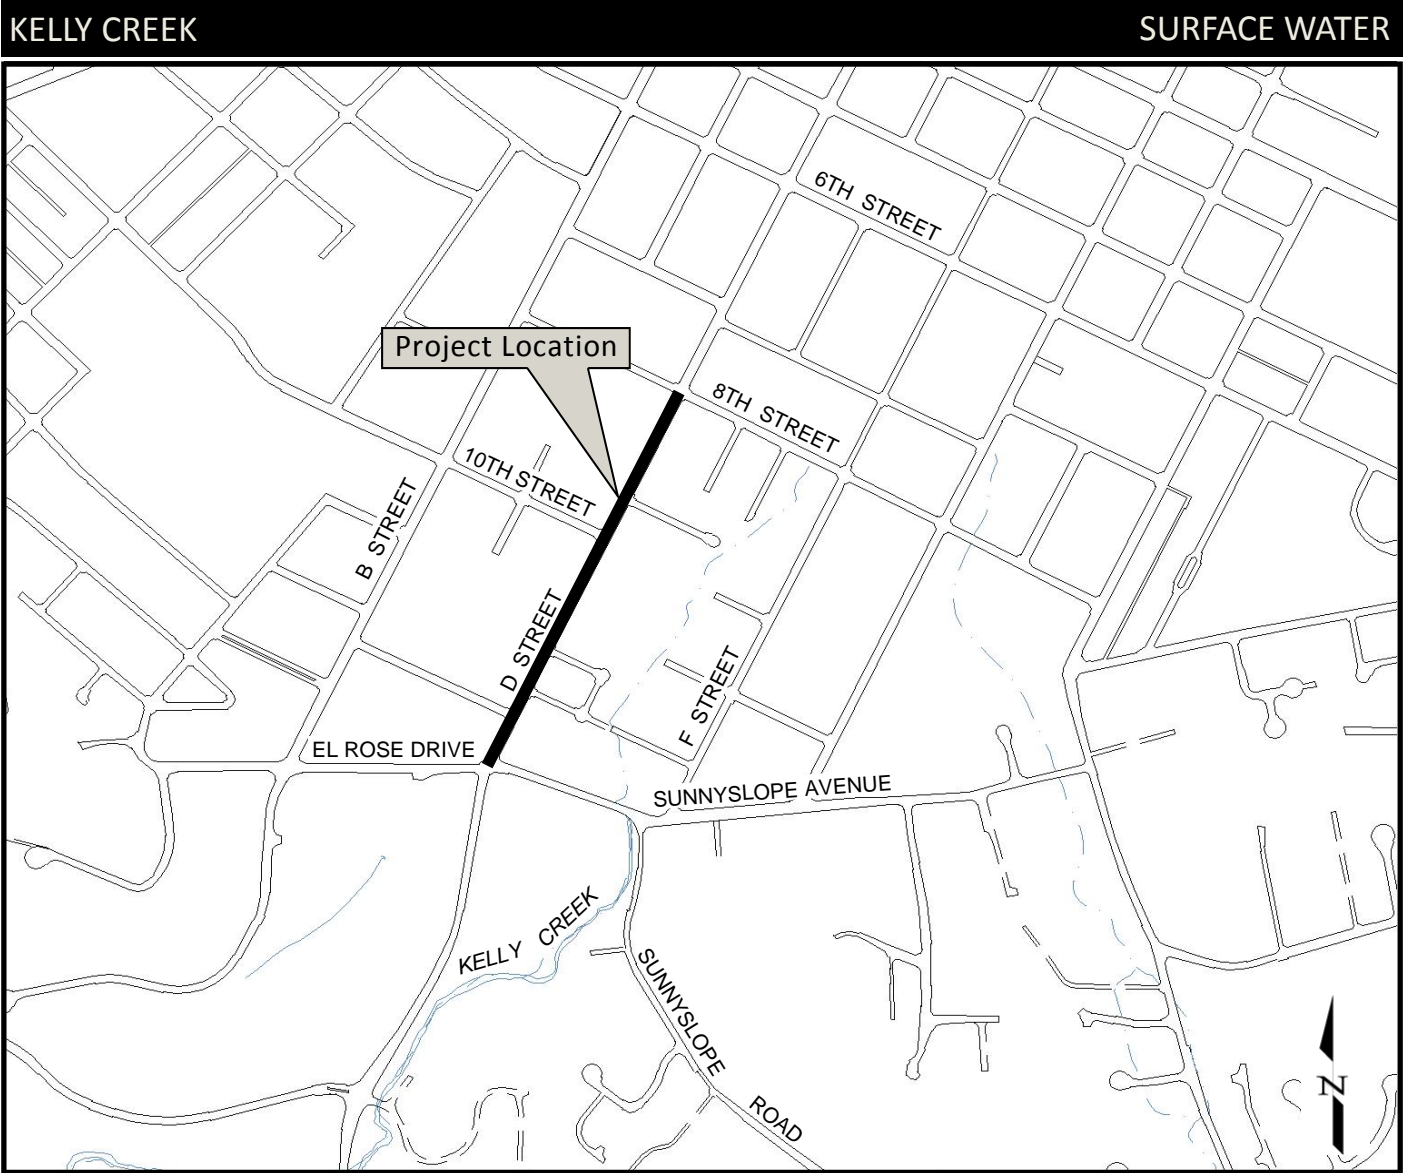 KELLY CREEK
SURFACE WATER
6TH STREET
Project Location
8TH STREET
10TH STREET
B STREET
D STREET
F STREET
EL ROSE DRIVE
SUNNYSLOPE AVENUE
KELLY CREEK
SUNNYSLOPE ROAD
N